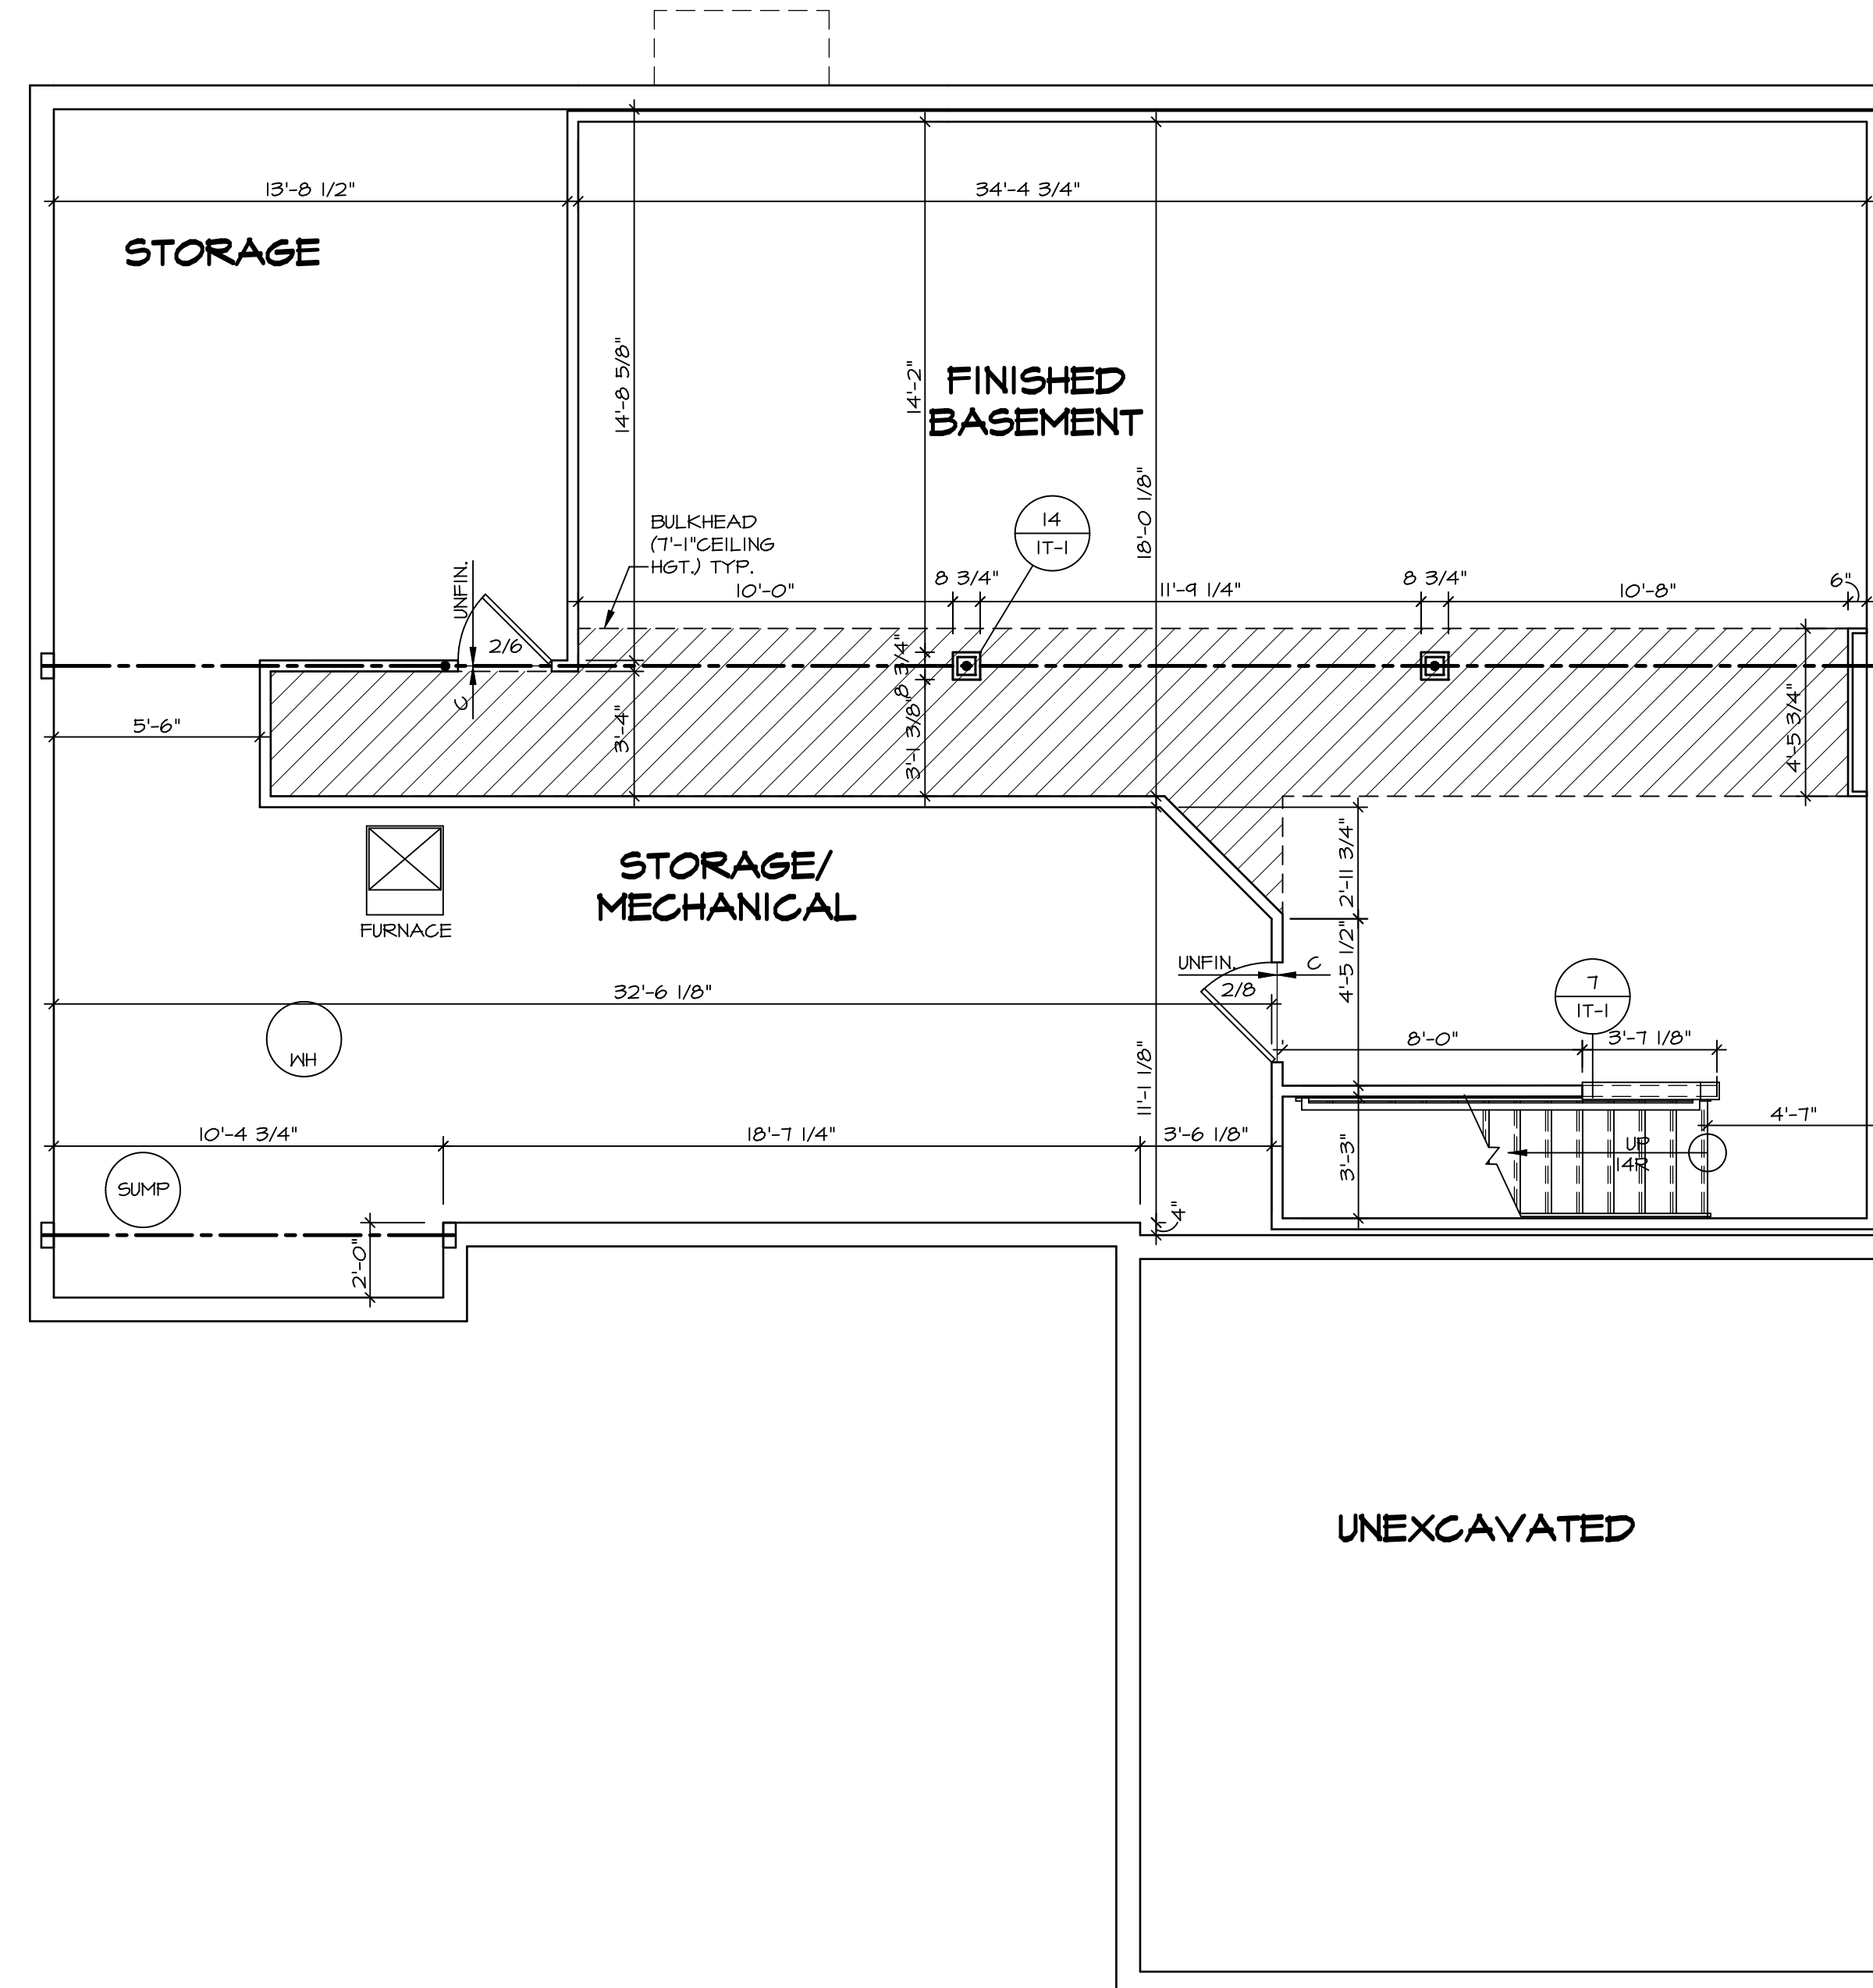 13'-8 1/2"
34'-4 3/4"
STORAGE
14'-8 5/8"
14'-2"
FINISHED
BASEMENT
18'-0 1/8"
BULKHEAD
(7'-1"CEILING
HGT.) TYP.
14
1T-1
UNFIN.
2/6
C
10'-0"
8 3/4"
11'-9 1/4"
8 3/4"
10'-8"
6"
5'-6"
3'-4"
8 3/4"
3'-1 3/8"
4'-5 3/4"
STORAGE/
MECHANICAL
FURNACE
2'-11 3/4"
4'-5 1/2"
UNFIN.
C
2/8
32'-6 1/8"
WH
7
1T-1
8'-0"
3'-7 1/8"
11'-1 1/8"
10'-4 3/4"
18'-7 1/4"
3'-6 1/8"
4'-7"
3'-3"
UP
14R
SUMP
2'-0"
4"
UNEXCAVATED